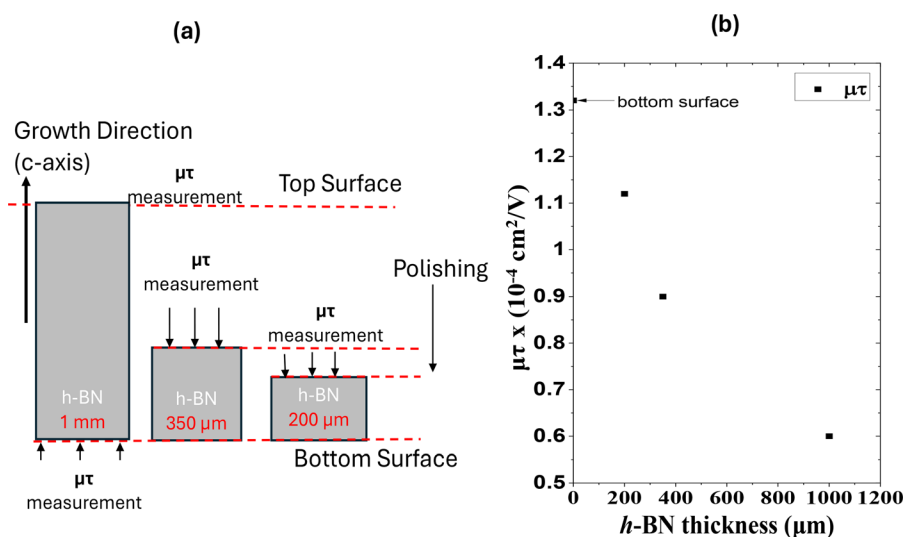 (a)
Growth Direction
(c-axis)
μτ
measurement
Top Surface
μτ
measurement
Polishing
μτ
measurement
h-BN
1 mm
h-BN
350 μm
h-BN
200 μm
Bottom Surface
μτ
measurement
(b)
μτ
bottom surface
1.4
1.3
1.2
1.1
1
0.9
0.8
0.7
0.6
0.5
μτ x (10⁻⁴ cm²/V)
0 200 400 600 800 1000 1200
h-BN thickness (μm)